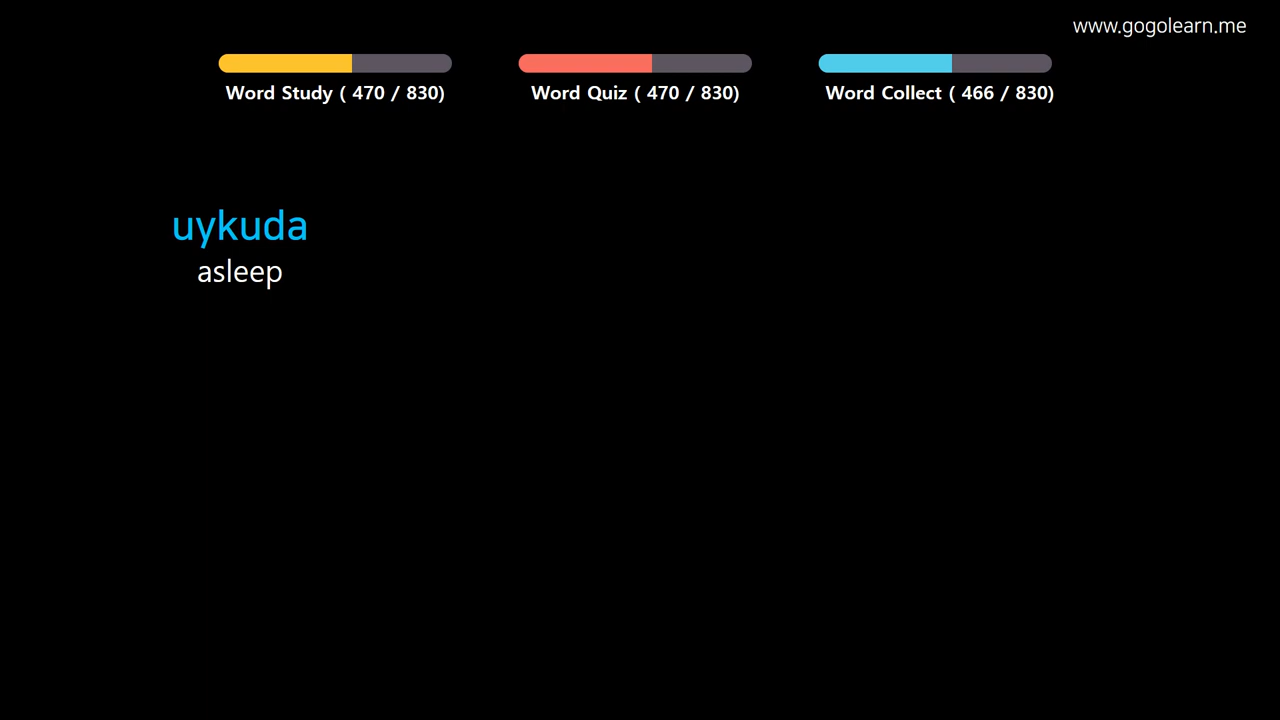 www.gogolearn.me
Word Study ( 470 / 830)
Word Quiz ( 470 / 830)
Word Collect ( 466 / 830)
uykuda
asleep